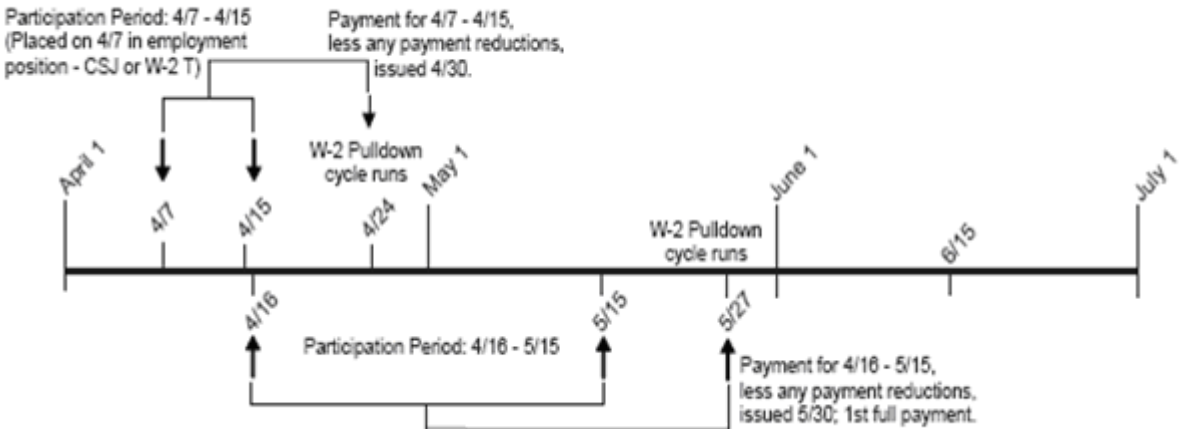 Participation Period: 4/7 - 4/15
(Placed on 4/7 in employment
position - CSJ or W-2 T)
Payment for 4/7 - 4/15,
less any payment reductions,
issued 4/30.
W-2 Pulldown
cycle runs
April 1
4/7
4/15
4/24
May 1
W-2 Pulldown
cycle runs
June 1
6/15
July 1
4/16
5/15
5/27
Participation Period: 4/16 - 5/15
Payment for 4/16 - 5/15,
less any payment reductions,
issued 5/30; 1st full payment.